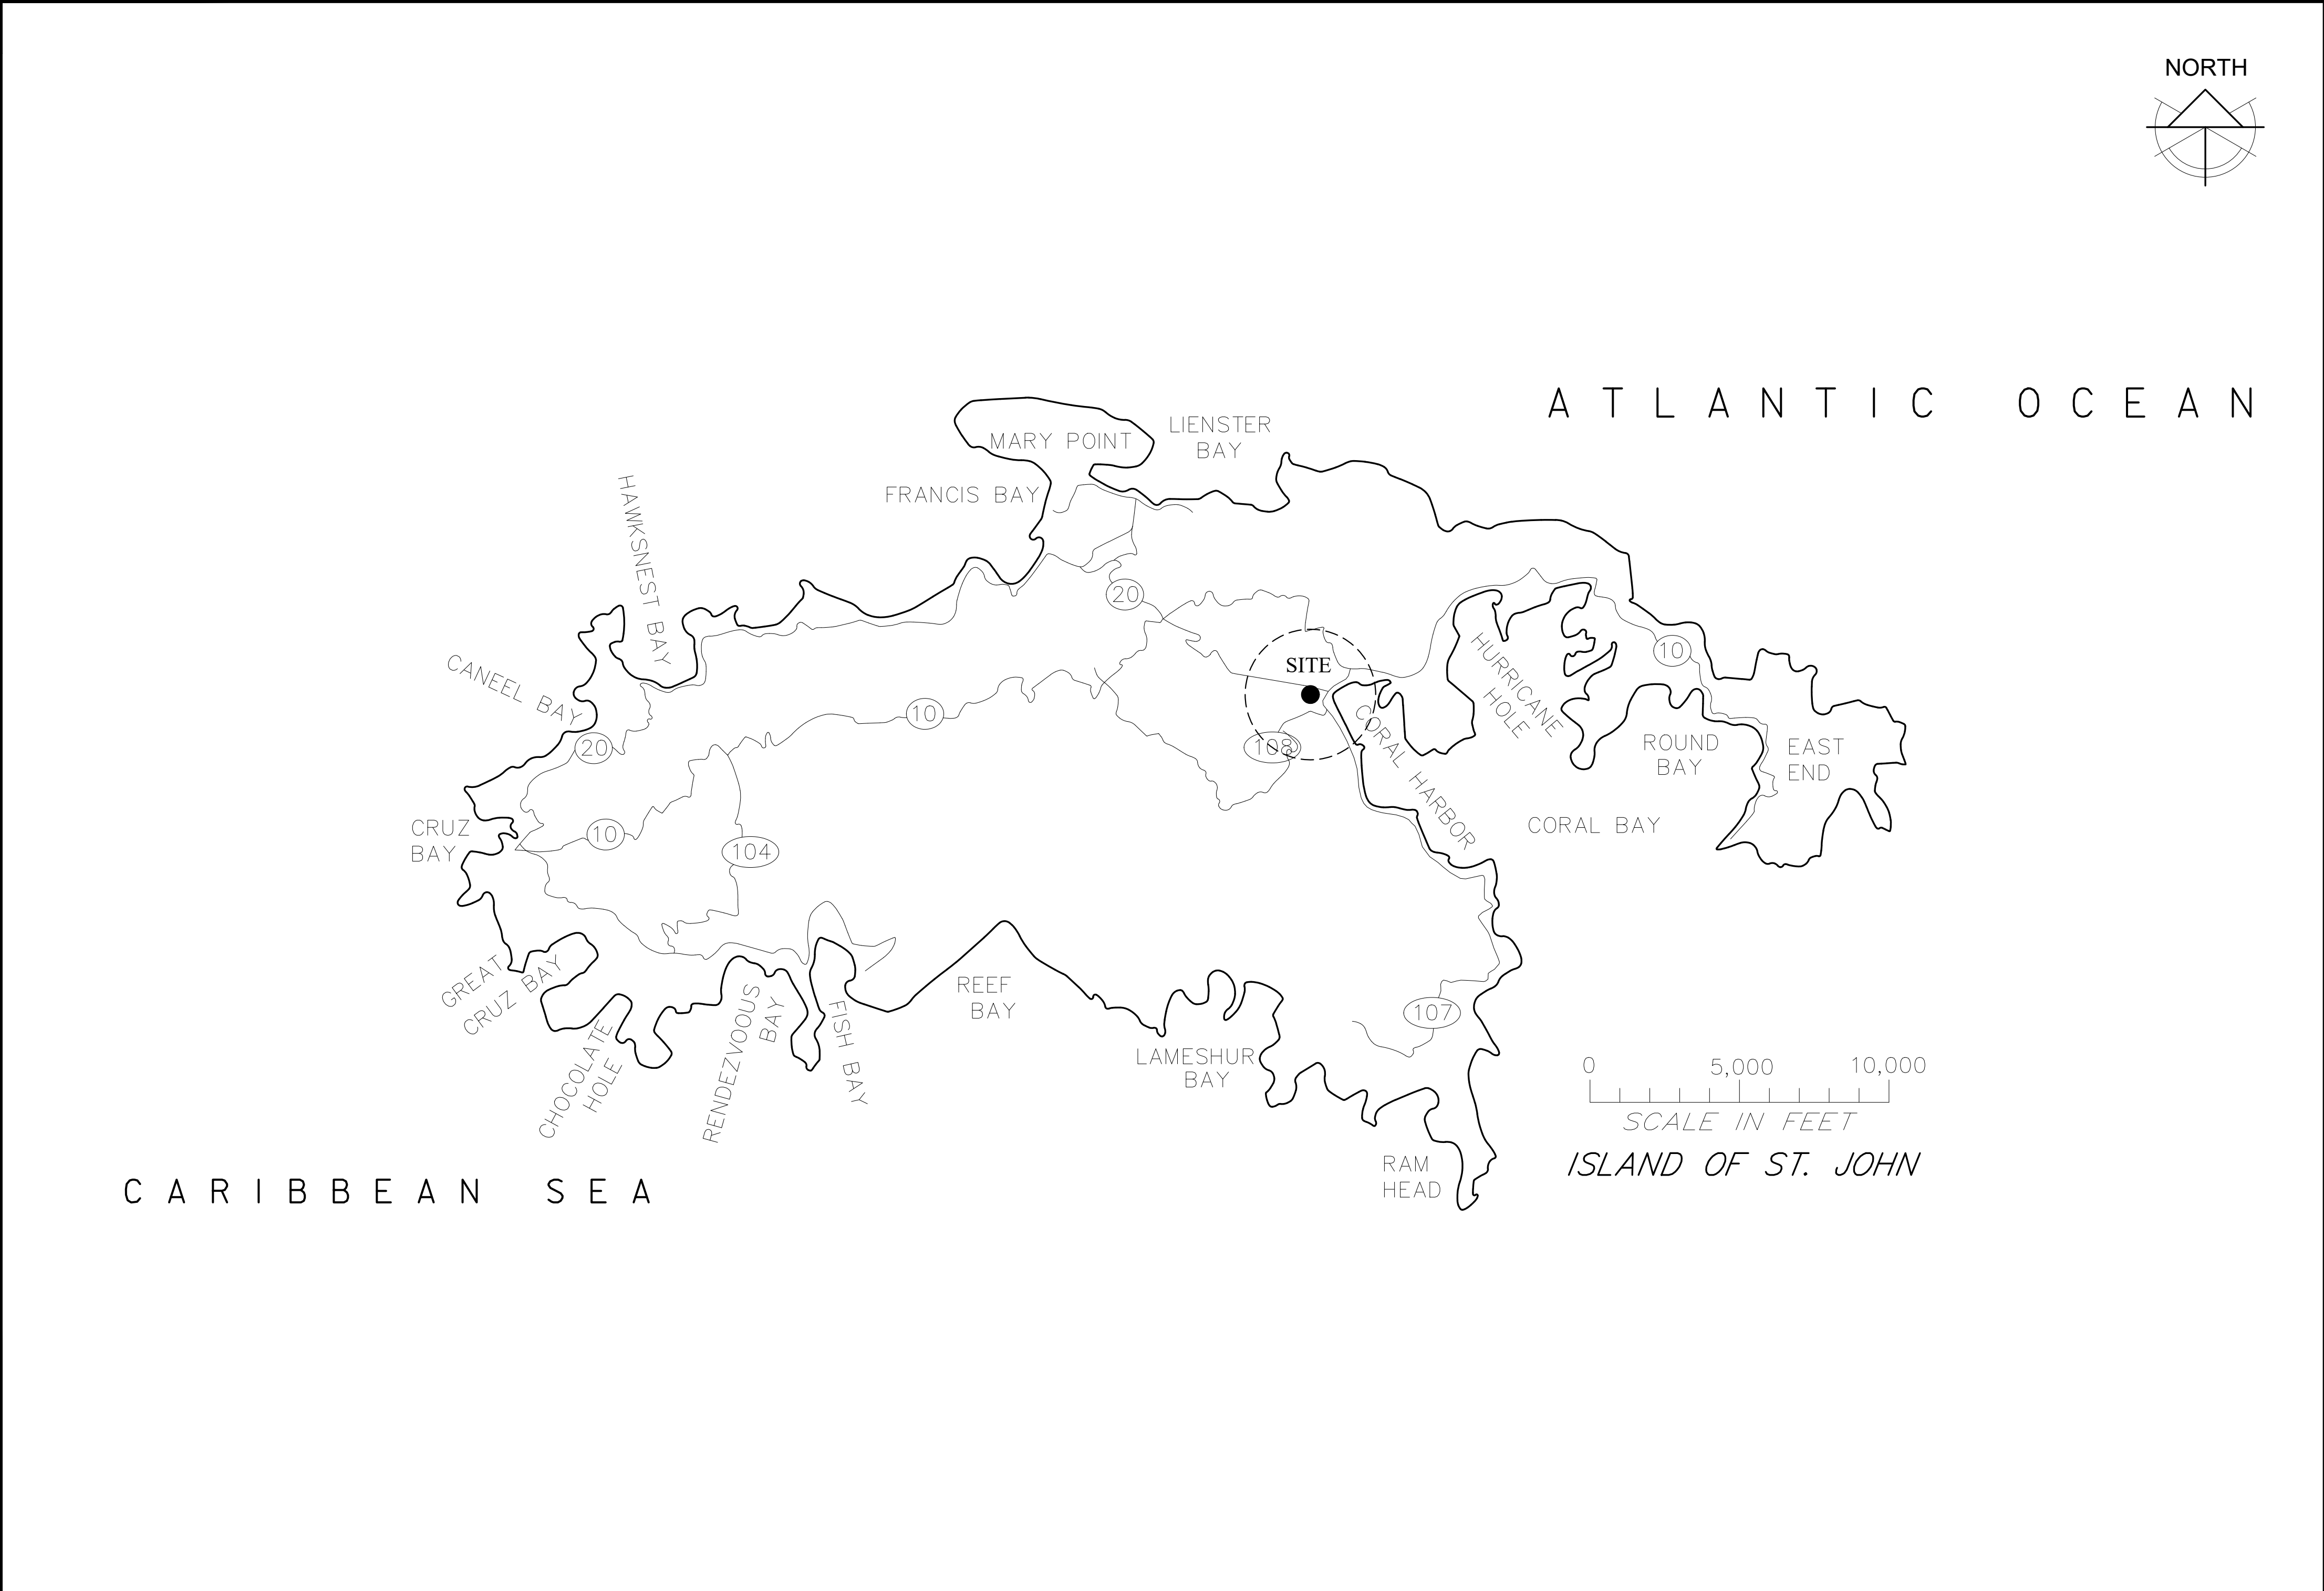 NORTH
ATLANTIC OCEAN
MARY POINT
LIENSTER
BAY
FRANCIS BAY
HAWKSNEST BAY
20
SITE
10
HURRICANE
HOLE
CANEEL BAY
10
20
108
CORAL HARBOR
ROUND
BAY
EAST
END
CRUZ
BAY
10
104
CORAL BAY
GREAT
CRUZ BAY
REEF
BAY
107
CHOCOLATE
HOLE
RENDEZVOOUS
BAY
FISH BAY
LAMESHUR
BAY
0 5,000 10,000
SCALE IN FEET
ISLAND OF ST. JOHN
RAM
HEAD
CARIBBEAN SEA